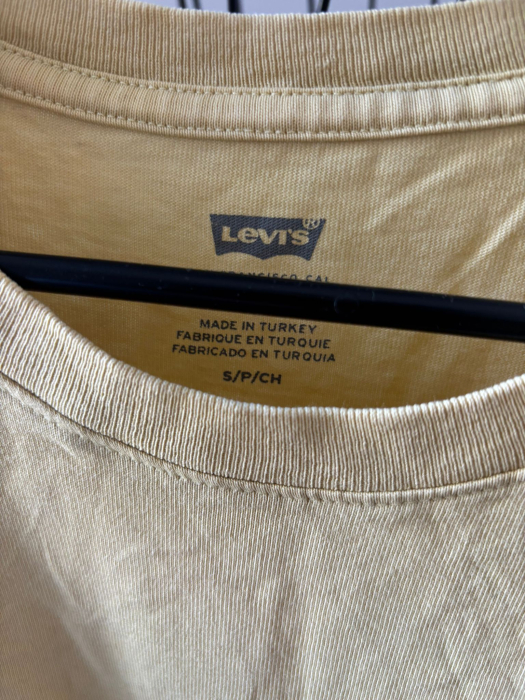 Levi's®
MADE IN TURKEY
FABRIQUE EN TURQUIE
FABRICADO EN TURQUIA
S/P/CH